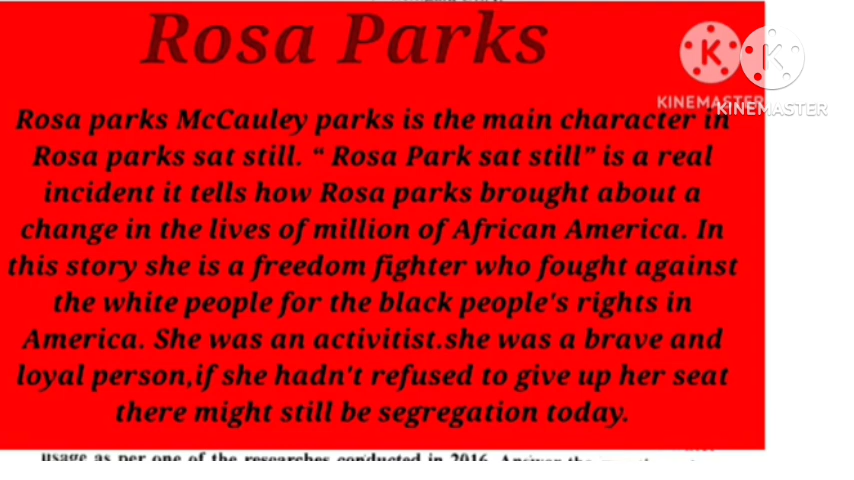 Rosa Parks
KINEMASTER
KINEMASTER
Rosa parks McCauley parks is the main character in
Rosa parks sat still. “ Rosa Park sat still” is a real
incident it tells how Rosa parks brought about a
change in the lives of million of African America. In
this story she is a freedom fighter who fought against
the white people for the black people's rights in
America. She was an activitist.she was a brave and
loyal person,if she hadn't refused to give up her seat
there might still be segregation today.
usage as per one of the researches conducted in 2016. Answer the